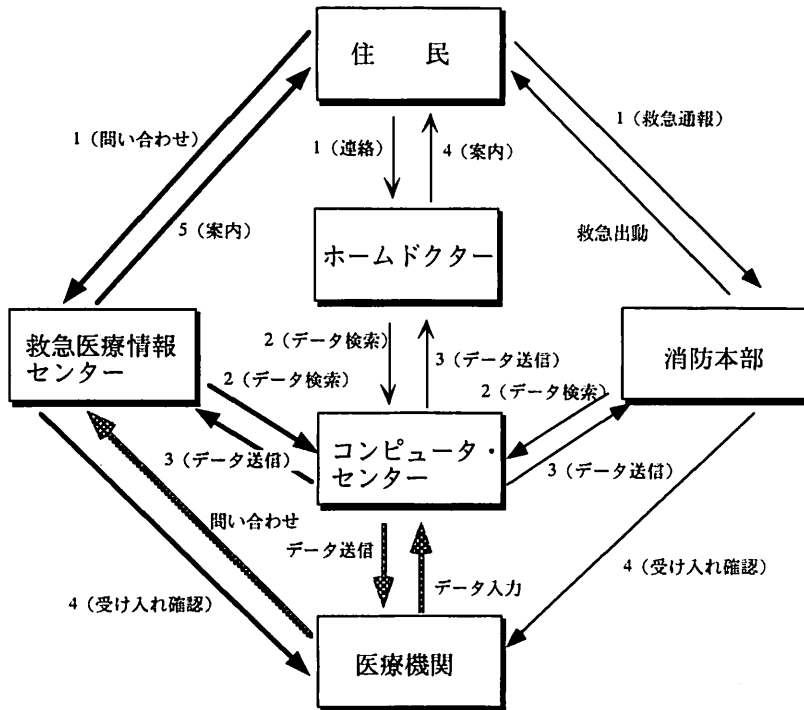 住　民
1（問い合わせ）
1（連絡）
4（案内）
1（救急通報）
5（案内）
救急出動
ホームドクター
救急医療情報
センター
消防本部
2（データ検索）
3（データ送信）
2（データ検索）
2（データ検索）
3（データ送信）
コンピュータ・
センター
3（データ送信）
問い合わせ
データ送信
データ入力
4（受け入れ確認）
4（受け入れ確認）
医療機関